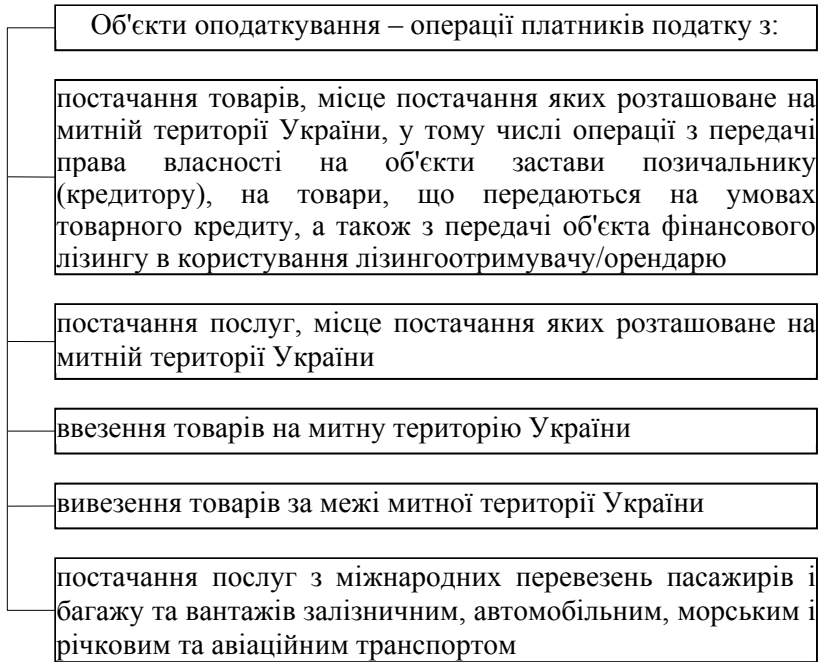 Об'єкти оподаткування – операції платників податку з:
постачання товарів, місце постачання яких розташоване на
митній території України, у тому числі операції з передачі
права власності на об'єкти застави позичальнику
(кредитору), на товари, що передаються на умовах
товарного кредиту, а також з передачі об'єкта фінансового
лізингу в користування лізингоотримувачу/орендарю
постачання послуг, місце постачання яких розташоване на
митній території України
ввезення товарів на митну територію України
вивезення товарів за межі митної території України
постачання послуг з міжнародних перевезень пасажирів і
багажу та вантажів залізничним, автомобільним, морським і
річковим та авіаційним транспортом